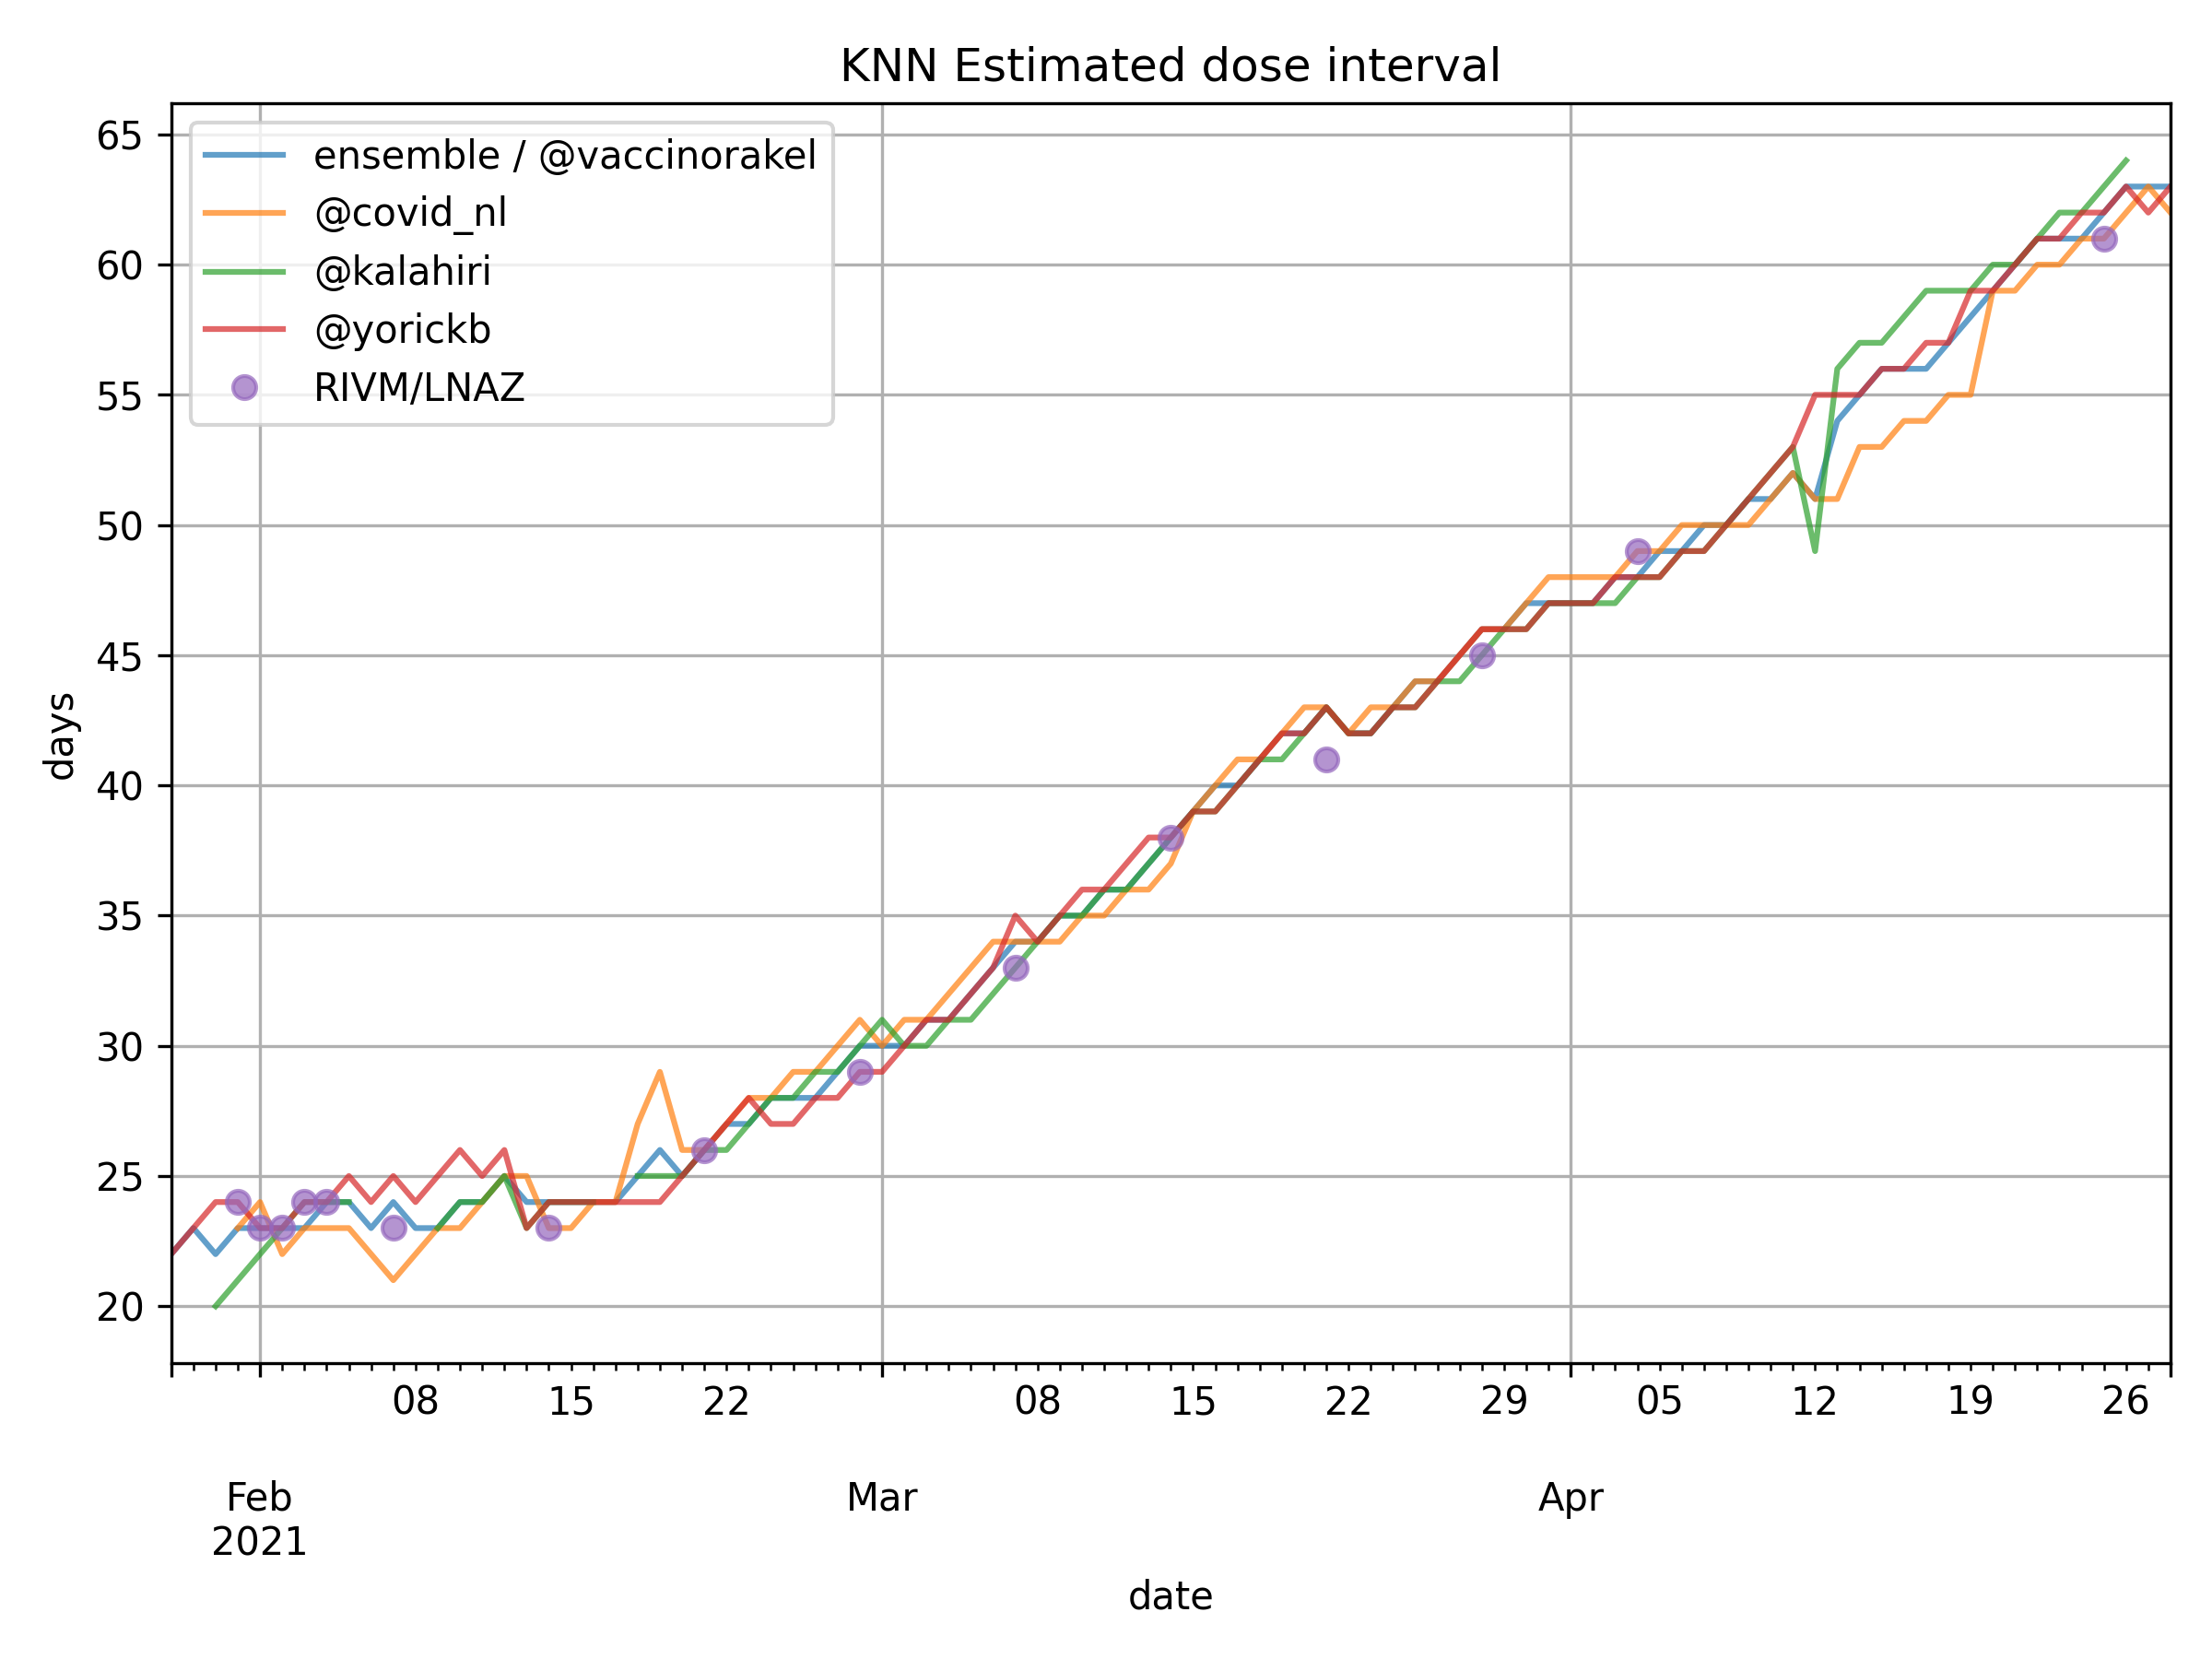 KNN Estimated dose interval
65
60
55
50
45
40
35
30
25
20
days
ensemble / @vaccinorakel
@covid_nl
@kalahiri
@yorickb
RIVM/LNAZ
08 15 22 08 15 22 29 05 12 19 26
Feb Mar Apr
2021
date